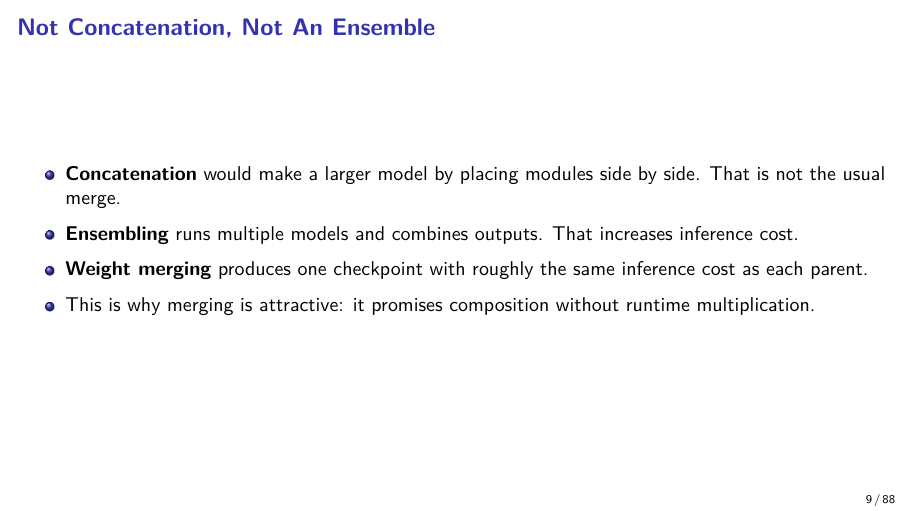 Not Concatenation, Not An Ensemble
Concatenation would make a larger model by placing modules side by side. That is not the usual
merge.
Ensembling runs multiple models and combines outputs. That increases inference cost.
Weight merging produces one checkpoint with roughly the same inference cost as each parent.
This is why merging is attractive: it promises composition without runtime multiplication.
9 / 88